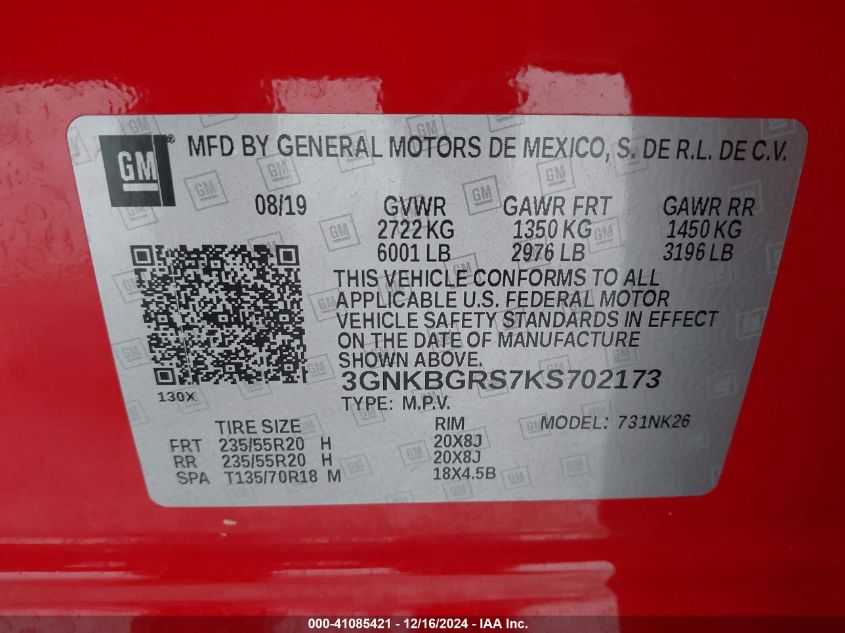 GM ® MFD BY GENERAL MOTORS DE MEXICO, S. DE R.L. DE C.V.
08/19 GVWR GAWR FRT GAWR RR
2722 KG 1350 KG 1450 KG
6001 LB 2976 LB 3196 LB
THIS VEHICLE CONFORMS TO ALL
APPLICABLE U.S. FEDERAL MOTOR
VEHICLE SAFETY STANDARDS IN EFFECT
ON THE DATE OF MANUFACTURE
SHOWN ABOVE.
3GNKBGRS7KS702173
130X
TYPE: M.P.V. MODEL: 731NK26
TIRE SIZE RIM
FRT 235/55R20 H 20X8J
RR 235/55R20 H 20X8J
SPA T135/70R18 M 18X4.5B
000-41085421 - 12/16/2024 - IAA Inc.